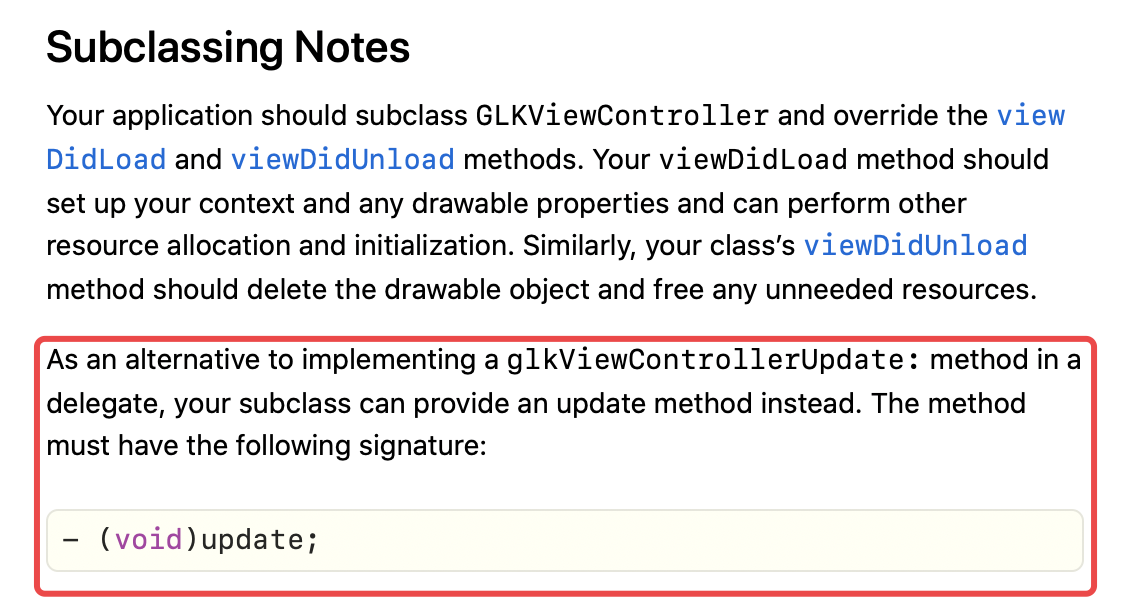 Subclassing Notes
Your application should subclass GLKViewController and override the view
DidLoad and viewDidUnload methods. Your viewDidLoad method should
set up your context and any drawable properties and can perform other
resource allocation and initialization. Similarly, your class’s viewDidUnload
method should delete the drawable object and free any unneeded resources.
As an alternative to implementing a glkViewControllerUpdate: method in a
delegate, your subclass can provide an update method instead. The method
must have the following signature:
– (void)update;